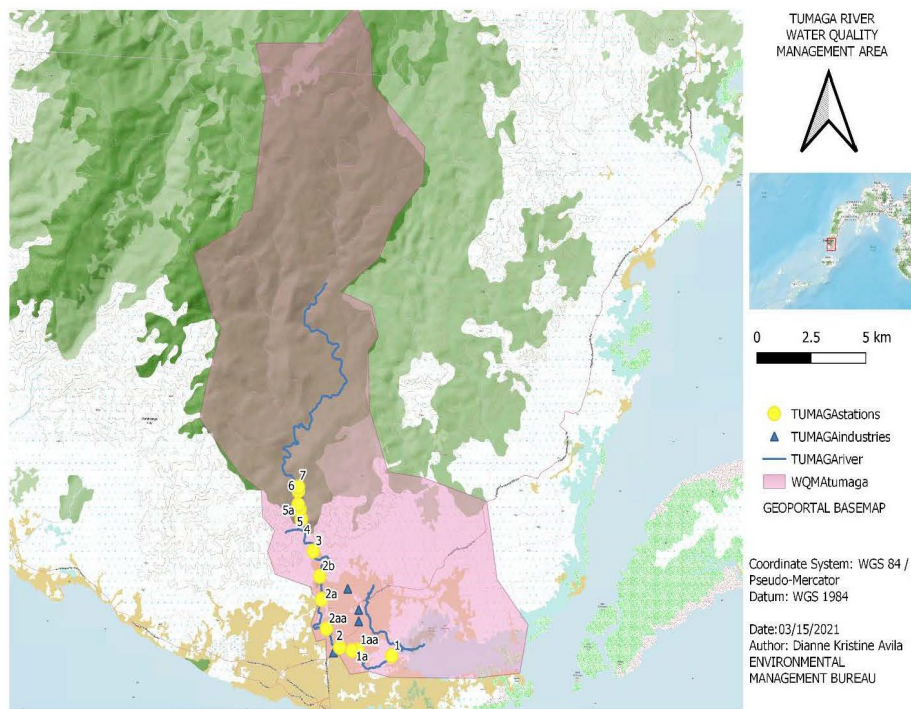 TUMAGA RIVER
WATER QUALITY
MANAGEMENT AREA
0 2.5 5 km
TUMAGAstations
TUMAGAindustries
TUMAGAriver
WQMAtumaga
GEOPORTAL BASEMAP
Coordinate System: WGS 84 /
Pseudo-Mercator
Datum: WGS 1984
Date:03/15/2021
Author: Dianne Kristine Avila
ENVIRONMENTAL
MANAGEMENT BUREAU
7
6
5a
5
4
3
2b
2a
2aa
2
1aa
1a
1